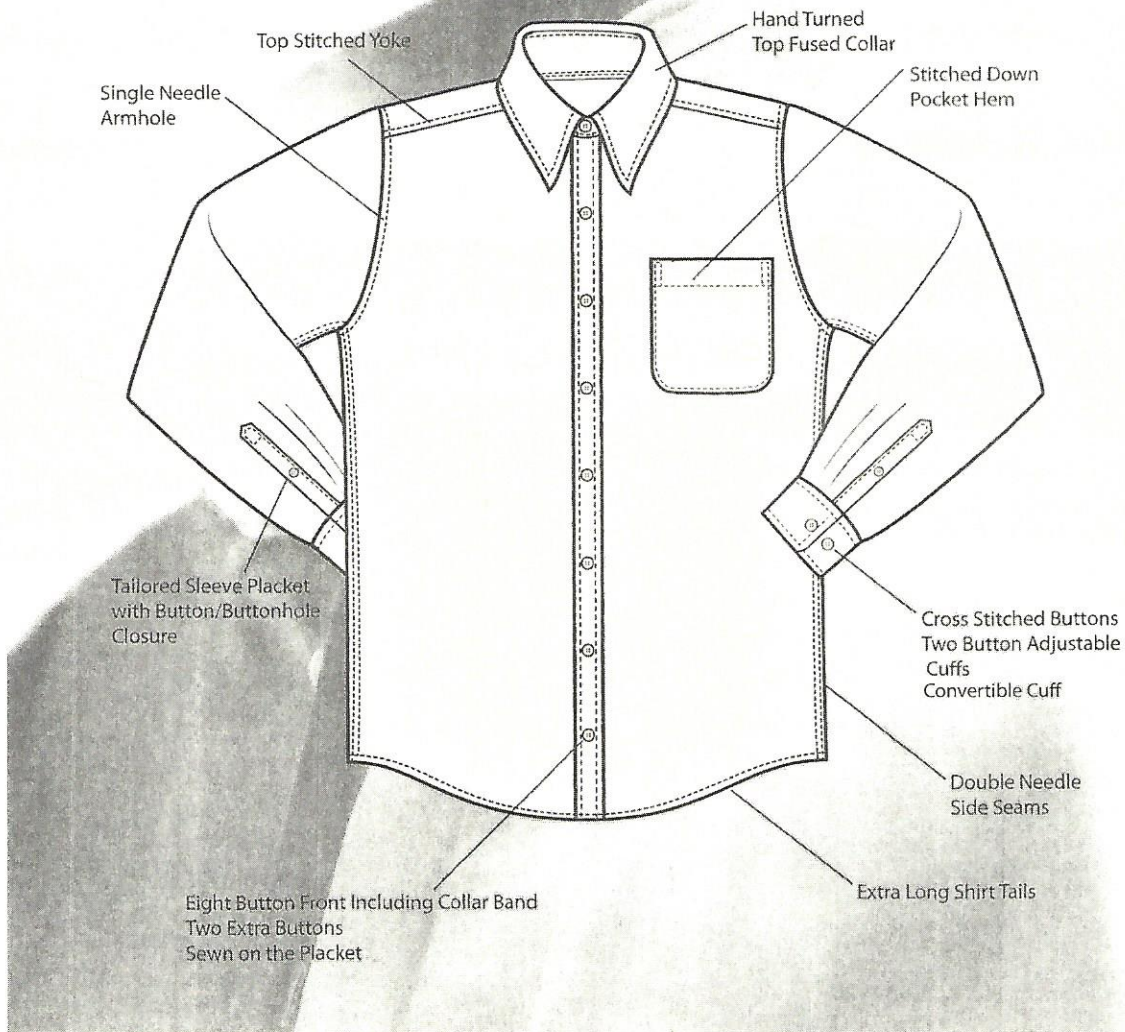 Hand Turned
Top Fused Collar
Top Stitched Yoke
Stitched Down
Pocket Hem
Single Needle
Armhole
Tailored Sleeve Placket
with Button/Buttonhole
Closure
Cross Stitched Buttons
Two Button Adjustable
Cuffs
Convertible Cuff
Double Needle
Side Seams
Extra Long Shirt Tails
Eight Button Front Including Collar Band
Two Extra Buttons
Sewn on the Placket